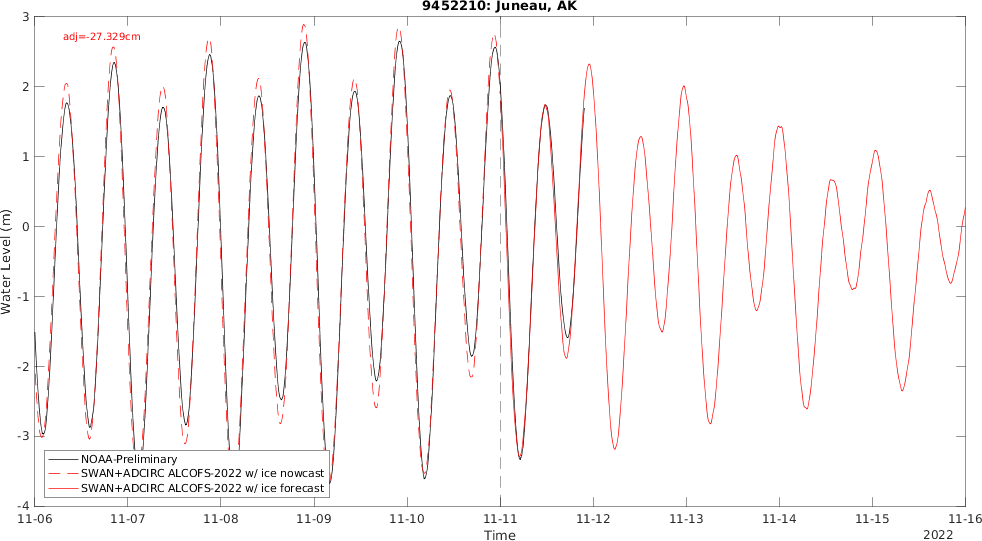 9452210: Juneau, AK
adj=-27.329cm
3
2
1
0
-1
-2
-3
-4
Water Level (m)
NOAA-Preliminary
SWAN+ADCIRC ALCOFS-2022 w/ ice nowcast
SWAN+ADCIRC ALCOFS-2022 w/ ice forecast
11-06 11-07 11-08 11-09 11-10 11-11 11-12 11-13 11-14 11-15 11-16
Time
2022